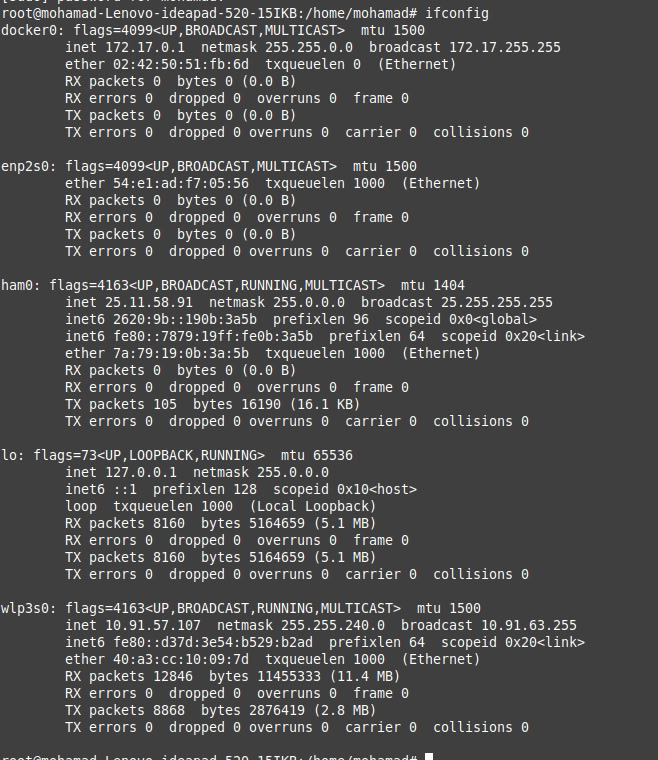 root@mohamad-Lenovo-ideapad-520-15IKB:/home/mohamad# ifconfig
docker0: flags=4099<UP,BROADCAST,MULTICAST>  mtu 1500
        inet 172.17.0.1  netmask 255.255.0.0  broadcast 172.17.255.255
        ether 02:42:50:51:fb:6d  txqueuelen 0  (Ethernet)
        RX packets 0  bytes 0 (0.0 B)
        RX errors 0  dropped 0  overruns 0  frame 0
        TX packets 0  bytes 0 (0.0 B)
        TX errors 0  dropped 0 overruns 0  carrier 0  collisions 0

enp2s0: flags=4099<UP,BROADCAST,MULTICAST>  mtu 1500
        ether 54:e1:ad:f7:05:56  txqueuelen 1000  (Ethernet)
        RX packets 0  bytes 0 (0.0 B)
        RX errors 0  dropped 0  overruns 0  frame 0
        TX packets 0  bytes 0 (0.0 B)
        TX errors 0  dropped 0 overruns 0  carrier 0  collisions 0

ham0: flags=4163<UP,BROADCAST,RUNNING,MULTICAST>  mtu 1404
        inet 25.11.58.91  netmask 255.0.0.0  broadcast 25.255.255.255
        inet6 2620:9b::190b:3a5b  prefixlen 96  scopeid 0x0<global>
        inet6 fe80::7879:19ff:fe0b:3a5b  prefixlen 64  scopeid 0x20<link>
        ether 7a:79:19:0b:3a:5b  txqueuelen 1000  (Ethernet)
        RX packets 0  bytes 0 (0.0 B)
        RX errors 0  dropped 0  overruns 0  frame 0
        TX packets 105  bytes 16190 (16.1 KB)
        TX errors 0  dropped 0 overruns 0  carrier 0  collisions 0

lo: flags=73<UP,LOOPBACK,RUNNING>  mtu 65536
        inet 127.0.0.1  netmask 255.0.0.0
        inet6 ::1  prefixlen 128  scopeid 0x10<host>
        loop  txqueuelen 1000  (Local Loopback)
        RX packets 8160  bytes 5164659 (5.1 MB)
        RX errors 0  dropped 0  overruns 0  frame 0
        TX packets 8160  bytes 5164659 (5.1 MB)
        TX errors 0  dropped 0 overruns 0  carrier 0  collisions 0

wlp3s0: flags=4163<UP,BROADCAST,RUNNING,MULTICAST>  mtu 1500
        inet 10.91.57.107  netmask 255.255.240.0  broadcast 10.91.63.255
        inet6 fe80::d37d:3e54:b529:b2ad  prefixlen 64  scopeid 0x20<link>
        ether 40:a3:cc:10:09:7d  txqueuelen 1000  (Ethernet)
        RX packets 12846  bytes 11455333 (11.4 MB)
        RX errors 0  dropped 0  overruns 0  frame 0
        TX packets 8868  bytes 2876419 (2.8 MB)
        TX errors 0  dropped 0 overruns 0  carrier 0  collisions 0

root@mohamad-Lenovo-ideapad-520-15IKB:/home/mohamad#